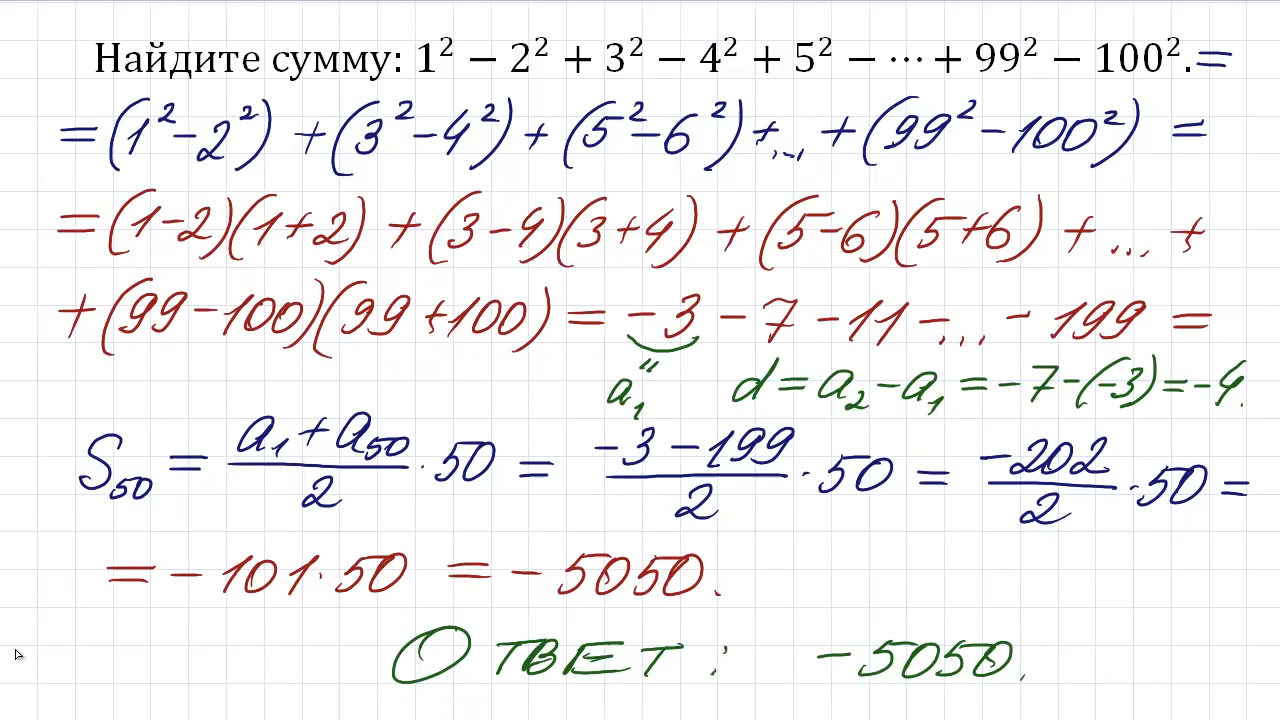 Найдите сумму: 1² − 2² + 3² − 4² + 5² − ⋯ + 99² − 100². =
= (1² − 2²) + (3² − 4²) + (5² − 6²) + ... + (99² − 100²) =
= (1−2)(1+2) + (3−4)(3+4) + (5−6)(5+6) + ... +
+ (99−100)(99+100) = −3 − 7 − 11 − ... − 199 =
a₁ d = a₂ − a₁ = −7 − (−3) = −4.
S₅₀ = (a₁ + a₅₀)/2 · 50 = (−3 − 199)/2 · 50 = (−202)/2 · 50 =
= −101 · 50 = −5050.
Ответ: −5050.